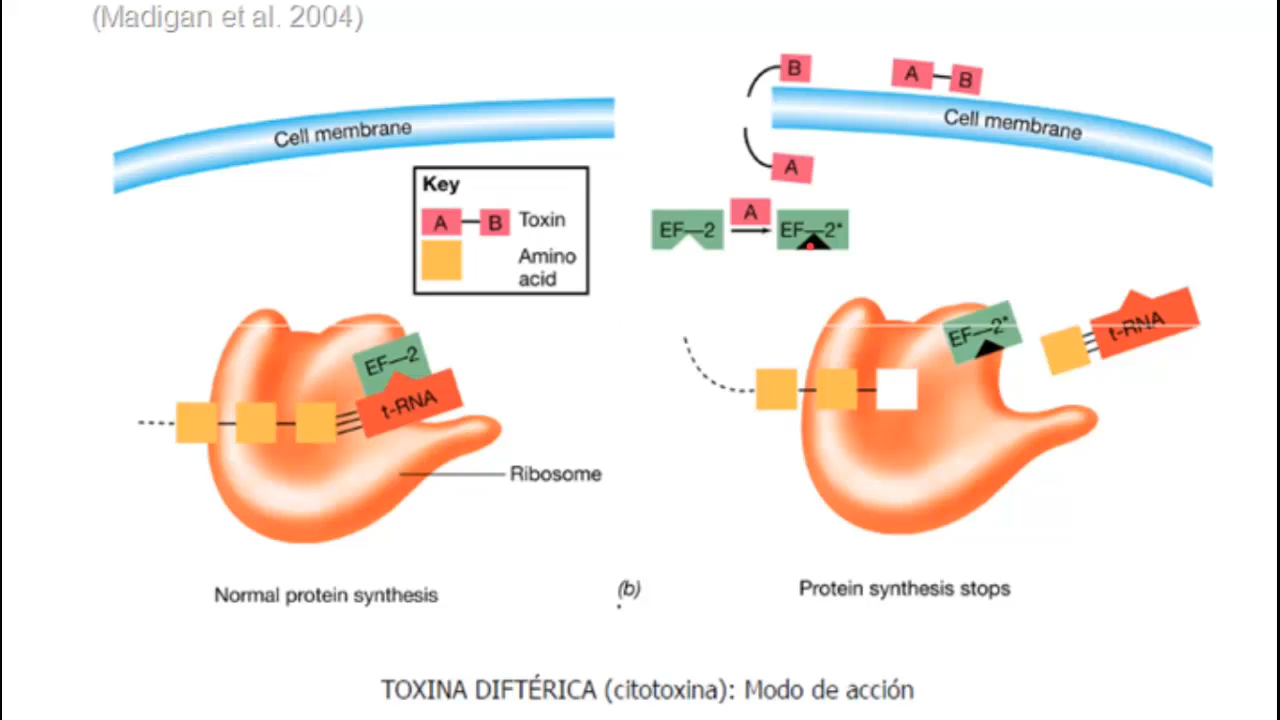 (Madigan et al. 2004)
Cell membrane
Key
A B Toxin
Amino
acid
EF—2
t-RNA
Ribosome
Normal protein synthesis
(b)
B
A B
Cell membrane
A
A
EF—2
EF—2*
EF—2*
t-RNA
Protein synthesis stops
TOXINA DIFTÉRICA (citotoxina): Modo de acción